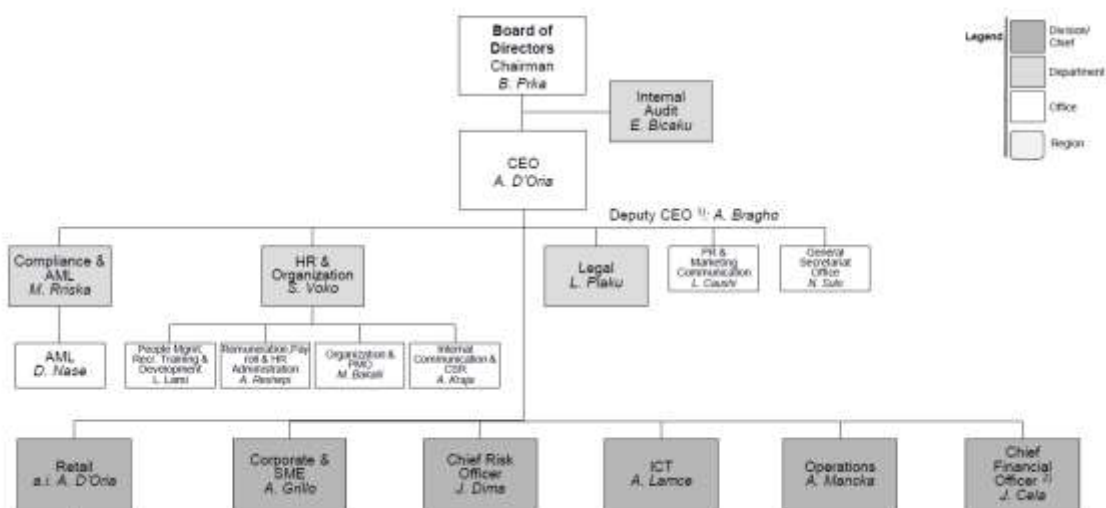 Board of
Directors
Chairman
B. Prka
Legend
Division/
Chief
Department
Office
Region
Internal
Audit
E. Bicaku
CEO
A. D'Oria
Deputy CEO 1): A. Bragho
Compliance &
AML
M. Rriska
HR &
Organization
S. Voko
Legal
L. Plaku
PR &
Marketing
Communication
L. Caushi
General
Secretariat
Office
N. Sulo
AML
D. Nase
People Mgmt,
Recr. Training &
Development
L. Lami
Remuneration,Pay
roll & HR
Administration
A. Rexhepi
Organization &
PMO
M. Bakalli
Internal
Communication &
CSR
A. Kraja
Retail
a.i. A. D'Oria
Corporate &
SME
A. Grillo
Chief Risk
Officer
J. Dima
ICT
A. Lamce
Operations
A. Mancka
Chief
Financial
Officer 2)
J. Cela